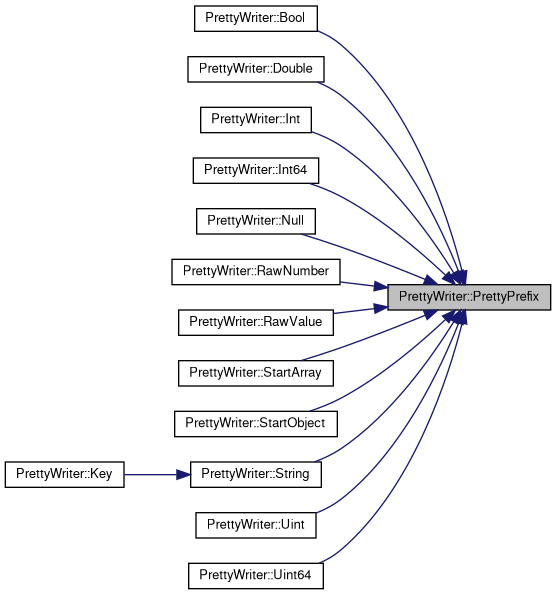 PrettyWriter::Bool
PrettyWriter::Double
PrettyWriter::Int
PrettyWriter::Int64
PrettyWriter::Null
PrettyWriter::RawNumber
PrettyWriter::PrettyPrefix
PrettyWriter::RawValue
PrettyWriter::StartArray
PrettyWriter::StartObject
PrettyWriter::Key
PrettyWriter::String
PrettyWriter::Uint
PrettyWriter::Uint64